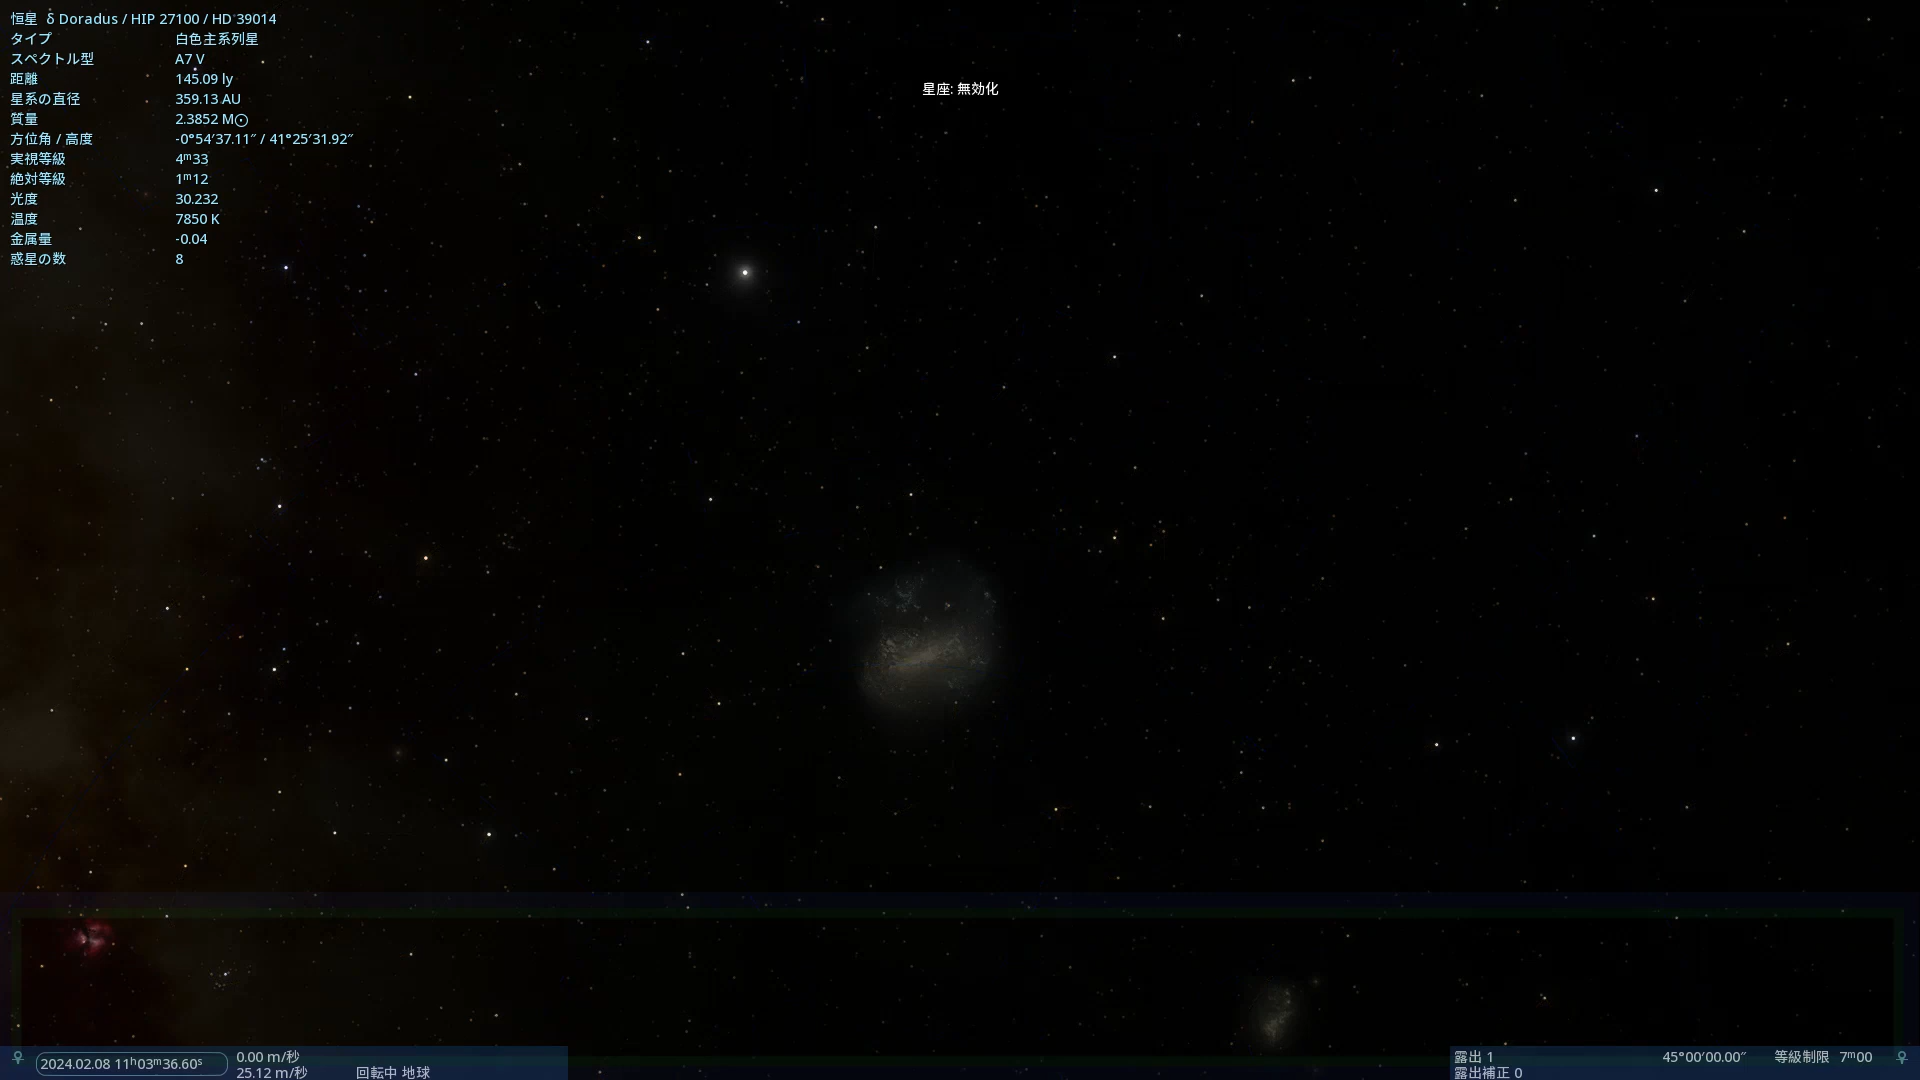 恒星 δ Doradus / HIP 27100 / HD 39014
タイプ 白色主系列星
スペクトル型 A7 V
距離 145.09 ly
星系の直径 359.13 AU
質量 2.3852 M☉
方位角 / 高度 -0°54′37.11″ / 41°25′31.92″
実視等級 4ᵐ33
絶対等級 1ᵐ12
光度 30.232
温度 7850 K
金属量 -0.04
惑星の数 8
星座: 無効化
2024.02.08 11ʰ03ᵐ36.60ˢ
0.00 m/秒
25.12 m/秒 回転中 地球
露出 1 45°00′00.00″ 等級制限 7ᵐ00
露出補正 0